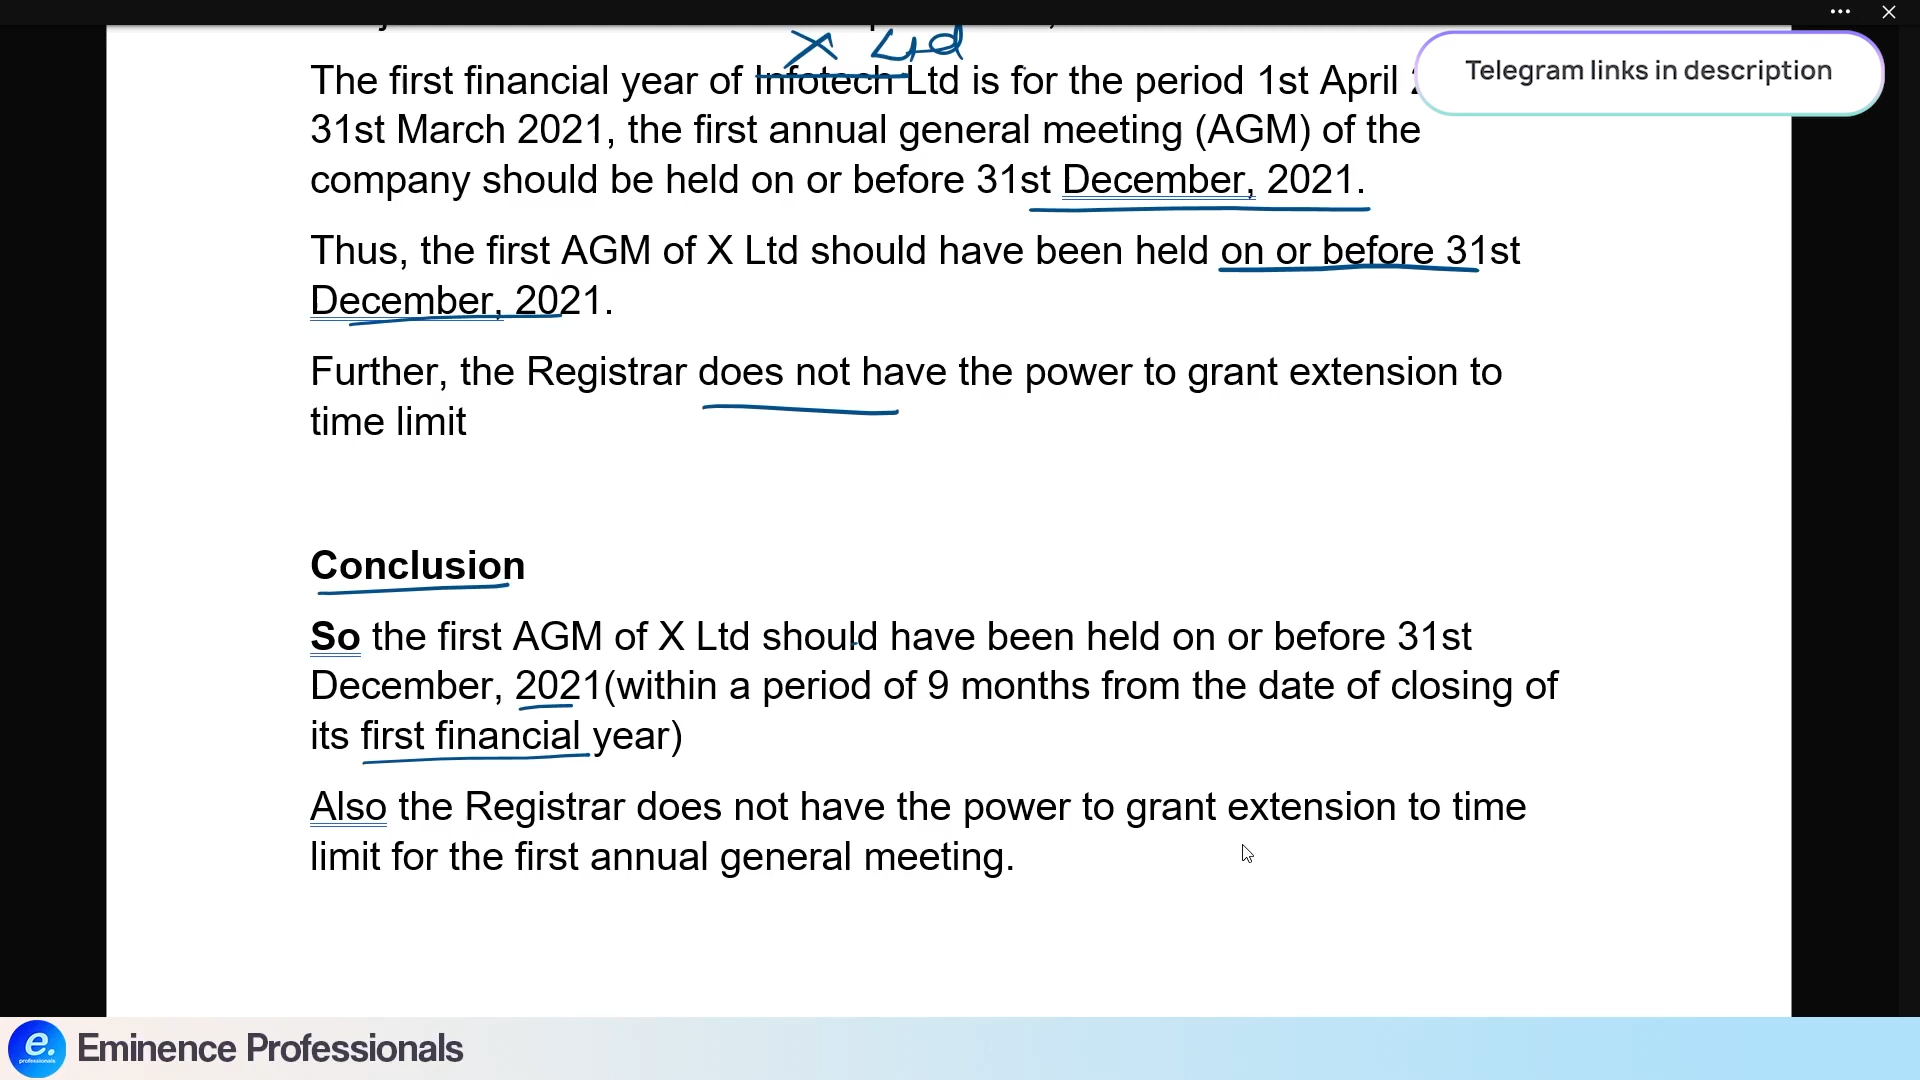 X Ltd
The first financial year of Infotech Ltd is for the period 1st April
31st March 2021, the first annual general meeting (AGM) of the
company should be held on or before 31st December, 2021.
Thus, the first AGM of X Ltd should have been held on or before 31st
December, 2021.
Further, the Registrar does not have the power to grant extension to
time limit
Conclusion
So the first AGM of X Ltd should have been held on or before 31st
December, 2021(within a period of 9 months from the date of closing of
its first financial year)
Also the Registrar does not have the power to grant extension to time
limit for the first annual general meeting.
Telegram links in description
e.
professionals
Eminence Professionals